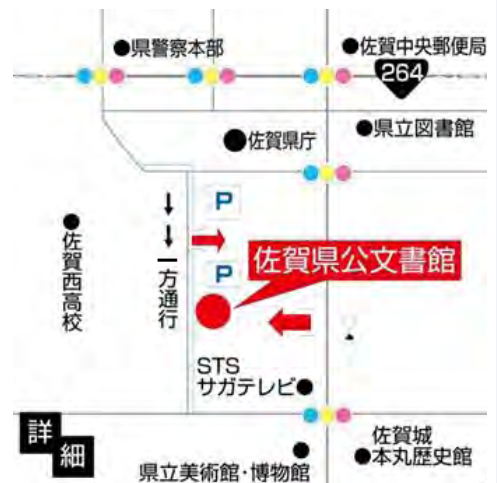 県警察本部
佐賀中央郵便局
264
佐賀県庁
県立図書館
P
佐賀西高校
一方通行
P
佐賀県公文書館
STS
サガテレビ
詳細
佐賀城
本丸歴史館
県立美術館・博物館